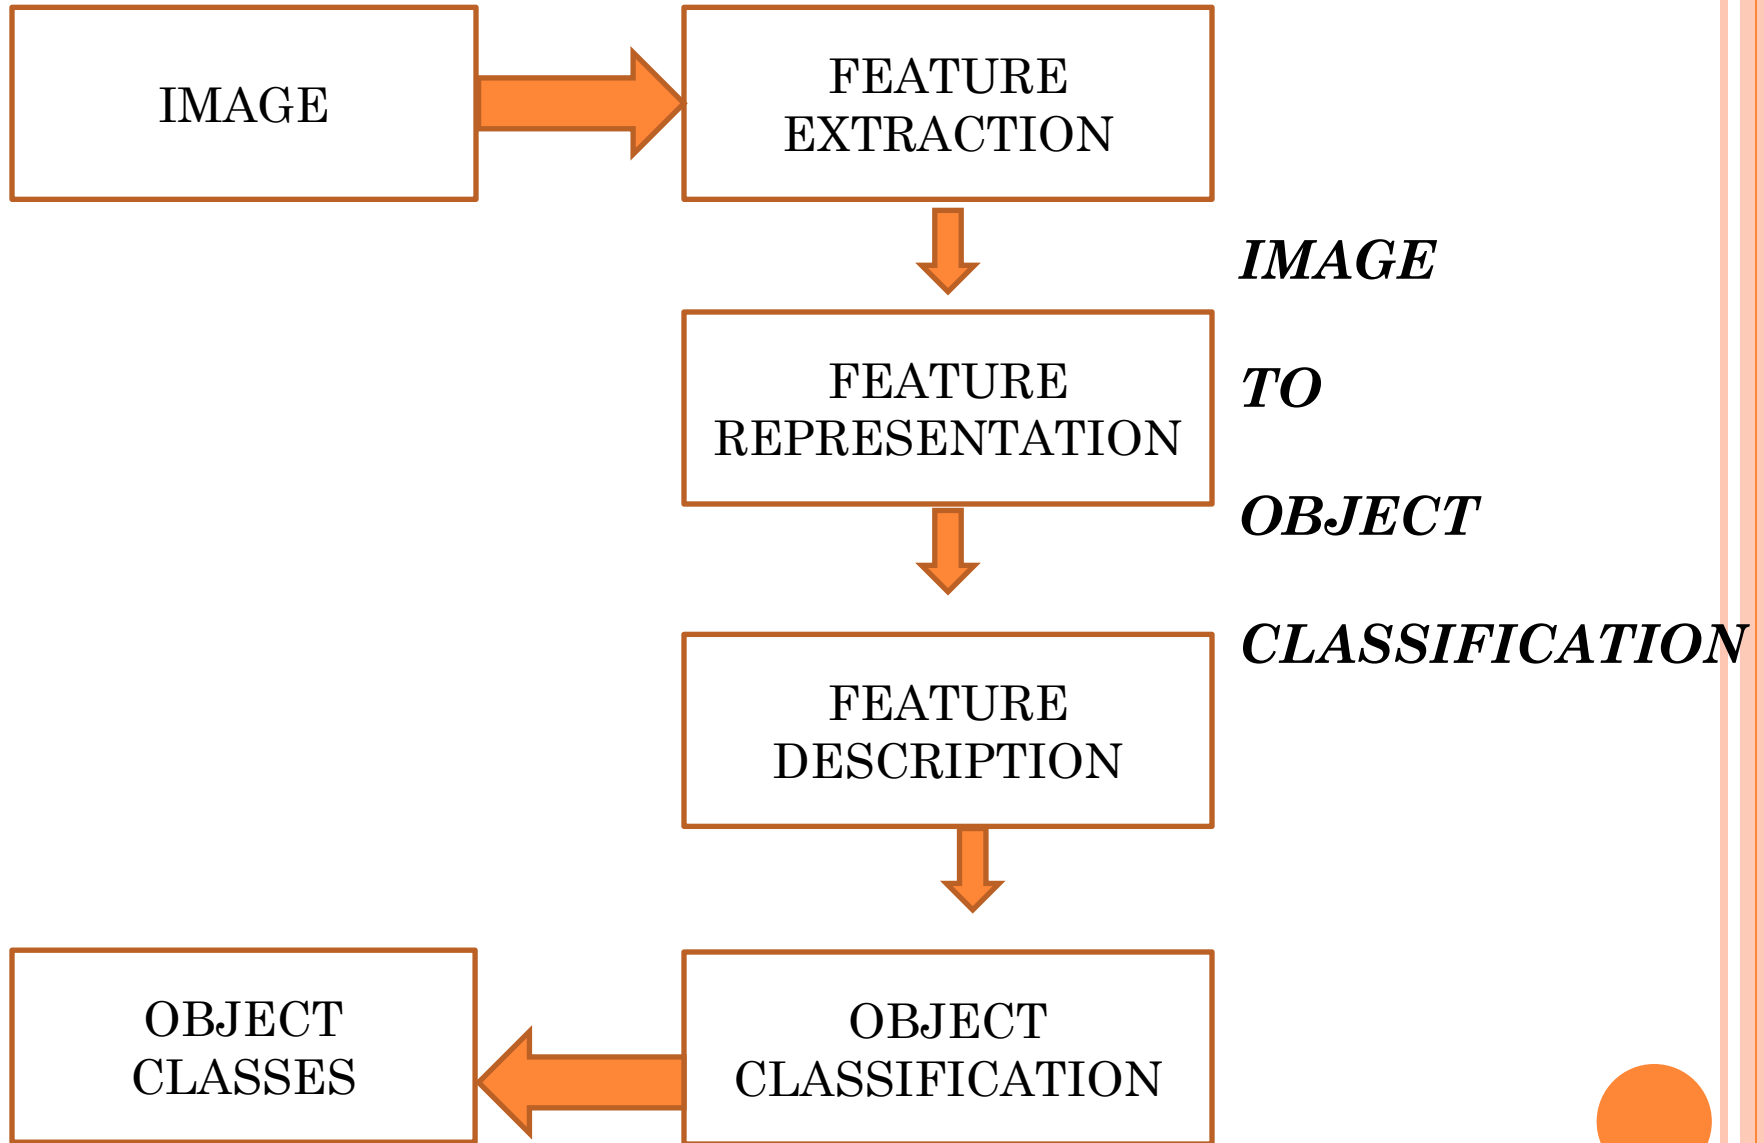 IMAGE
FEATURE
EXTRACTION
IMAGE
TO
OBJECT
CLASSIFICATION
FEATURE
REPRESENTATION
FEATURE
DESCRIPTION
OBJECT
CLASSIFICATION
OBJECT
CLASSES